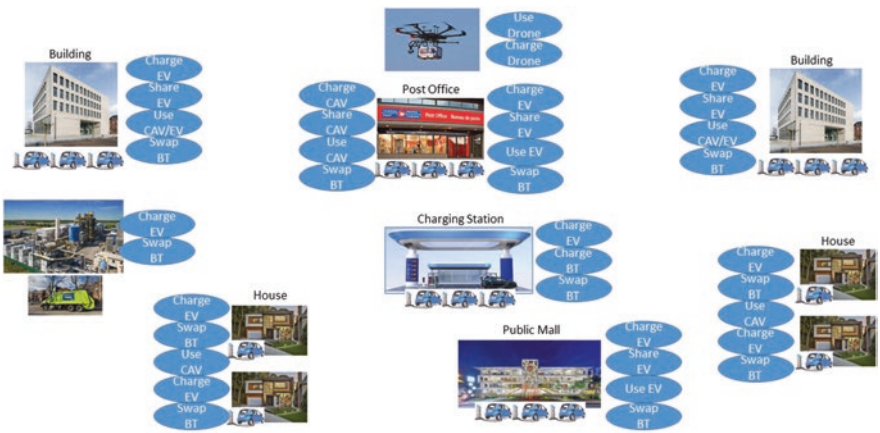 Use
Drone
Charge
Drone
Building
Charge
EV
Share
EV
Use
CAV/EV
Swap
BT
Post Office
Charge
CAV
Share
CAV
Use
CAV
Swap
BT
Charge
EV
Share
EV
Use EV
Swap
BT
Building
Charge
EV
Share
EV
Use
CAV/EV
Swap
BT
Charge
EV
Swap
BT
Charging Station
Charge
EV
Charge
BT
Swap
BT
House
Charge
EV
Swap
BT
Use
CAV
Charge
EV
Swap
BT
House
Charge
EV
Swap
BT
Use
CAV
Charge
EV
Swap
BT
Public Mall
Charge
EV
Share
EV
Use EV
Swap
BT